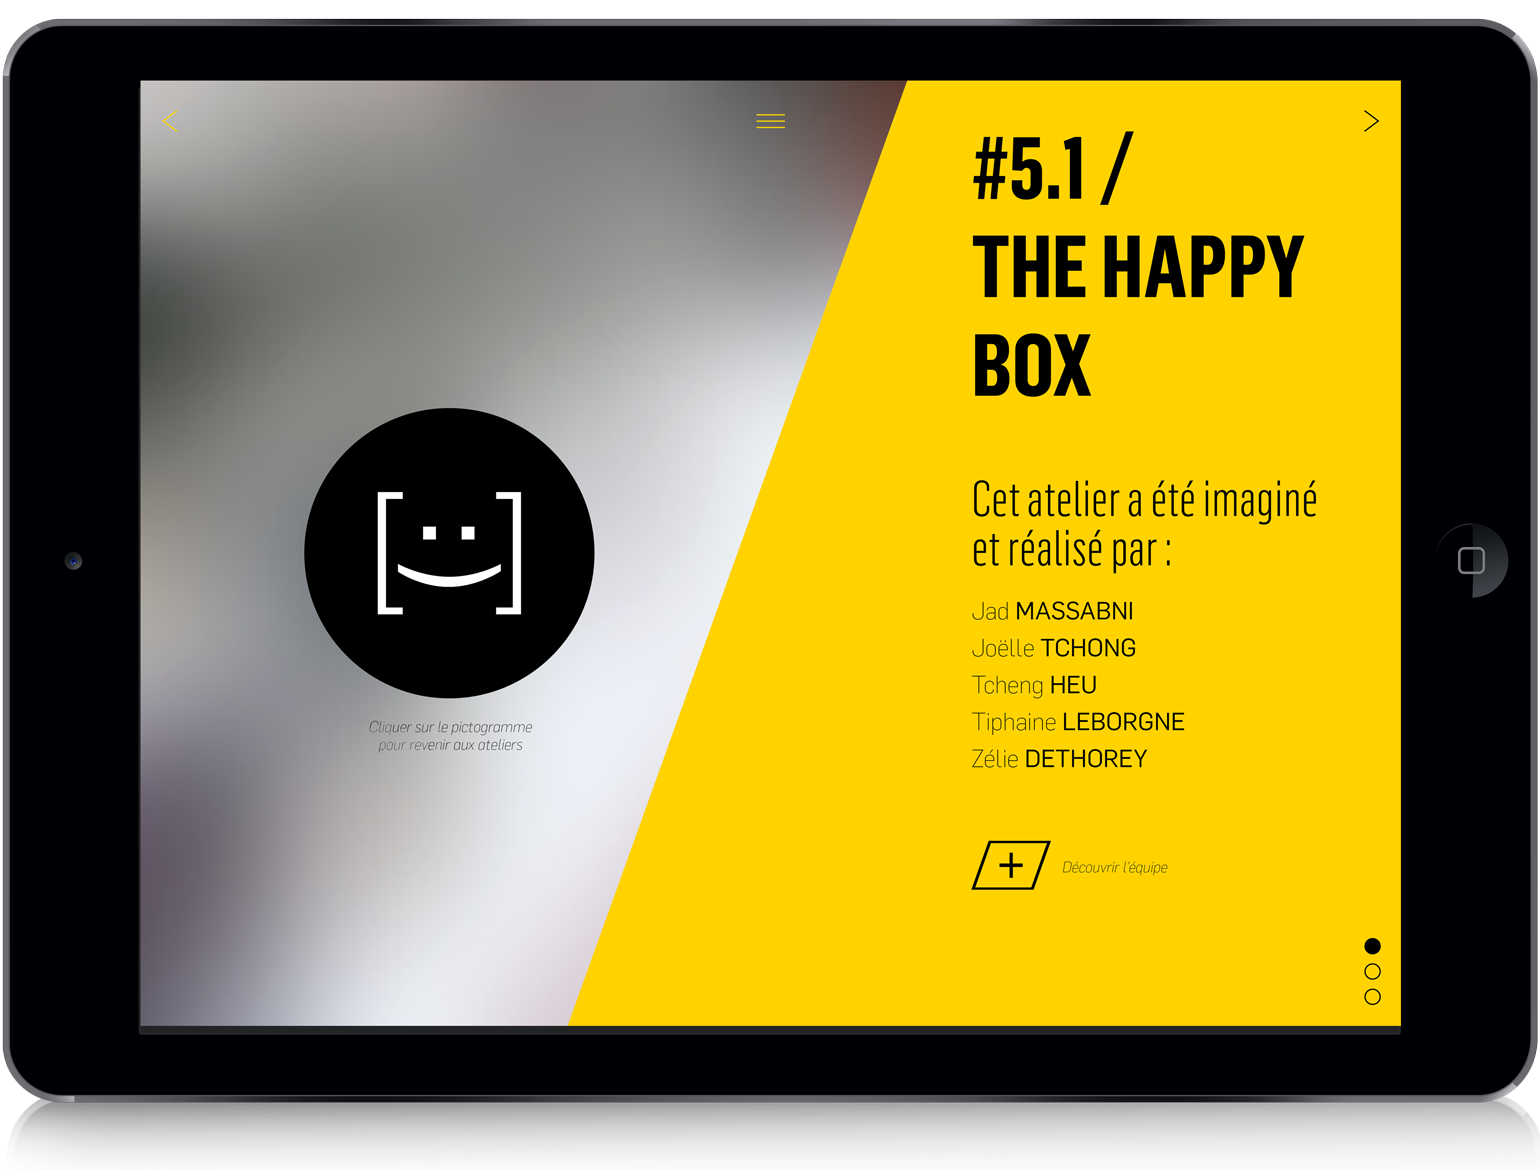 #5.1 /
THE HAPPY
BOX
Cet atelier a été imaginé
et réalisé par :
Jad MASSABNI
Joëlle TCHONG
Tcheng HEU
Tiphaine LEBORGNE
Zélie DETHOREY
Découvrir l'équipe
Cliquer sur le pictogramme
pour revenir aux ateliers